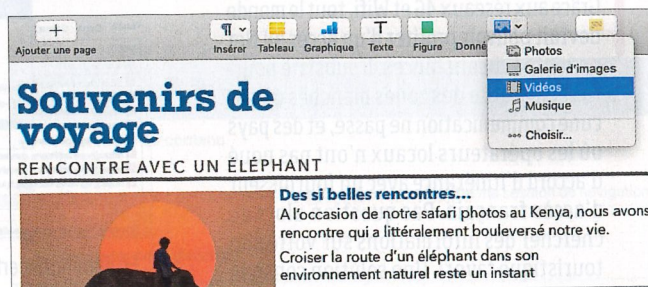 Ajouter une page
Insérer Tableau Graphique Texte Figure Donné
Photos
Galerie d'images
Vidéos
Musique
Choisir...
Souvenirs de
voyage
RENCONTRE AVEC UN ÉLÉPHANT
Des si belles rencontres...
A l'occasion de notre safari photos au Kenya, nous avons
rencontre qui a littéralement bouleversé notre vie.
Croiser la route d'un éléphant dans son
environnement naturel reste un instant